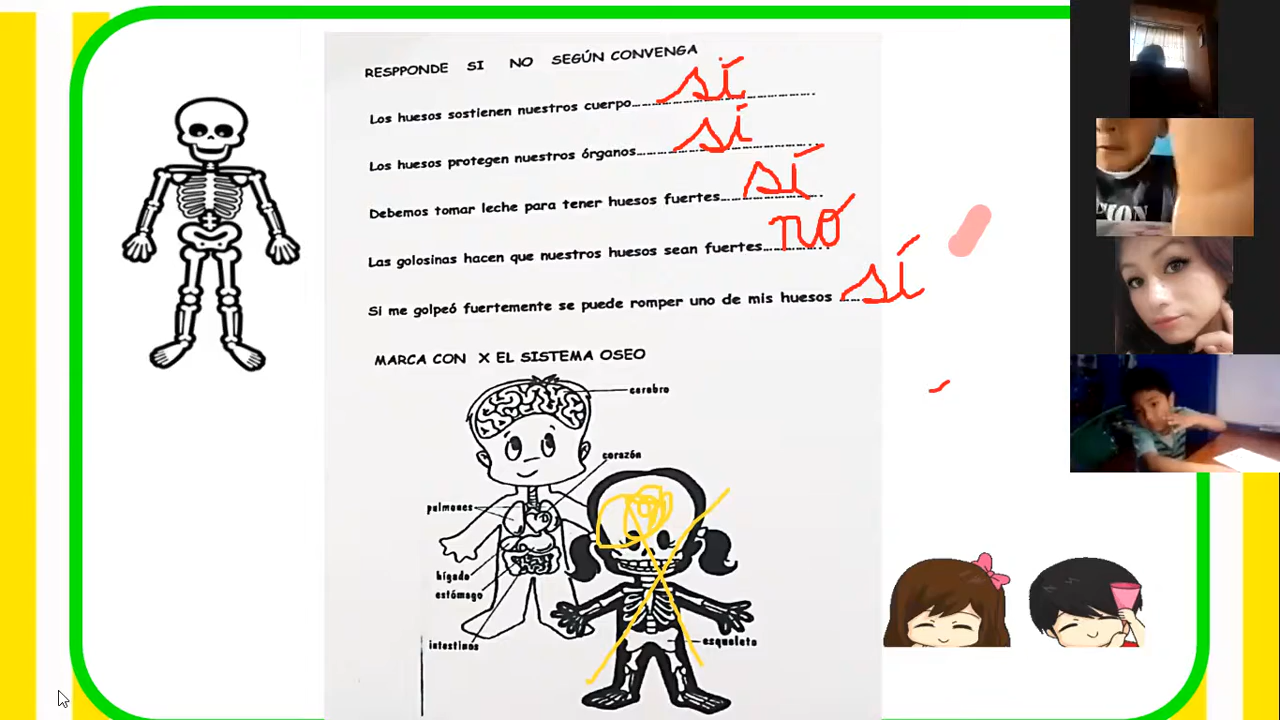 RESPPONDE SI NO SEGÚN CONVENGA
Los huesos sostienen nuestros cuerpo........sí........
Los huesos protegen nuestros órganos........sí........
Debemos tomar leche para tener huesos fuertes........sí........
Las golosinas hacen que nuestros huesos sean fuertes........nó........
Si me golpeó fuertemente se puede romper uno de mis huesos ........sí
MARCA CON X EL SISTEMA OSEO
cerebro
corazón
pulmones
hígado
estómago
intestinos
esqueleto